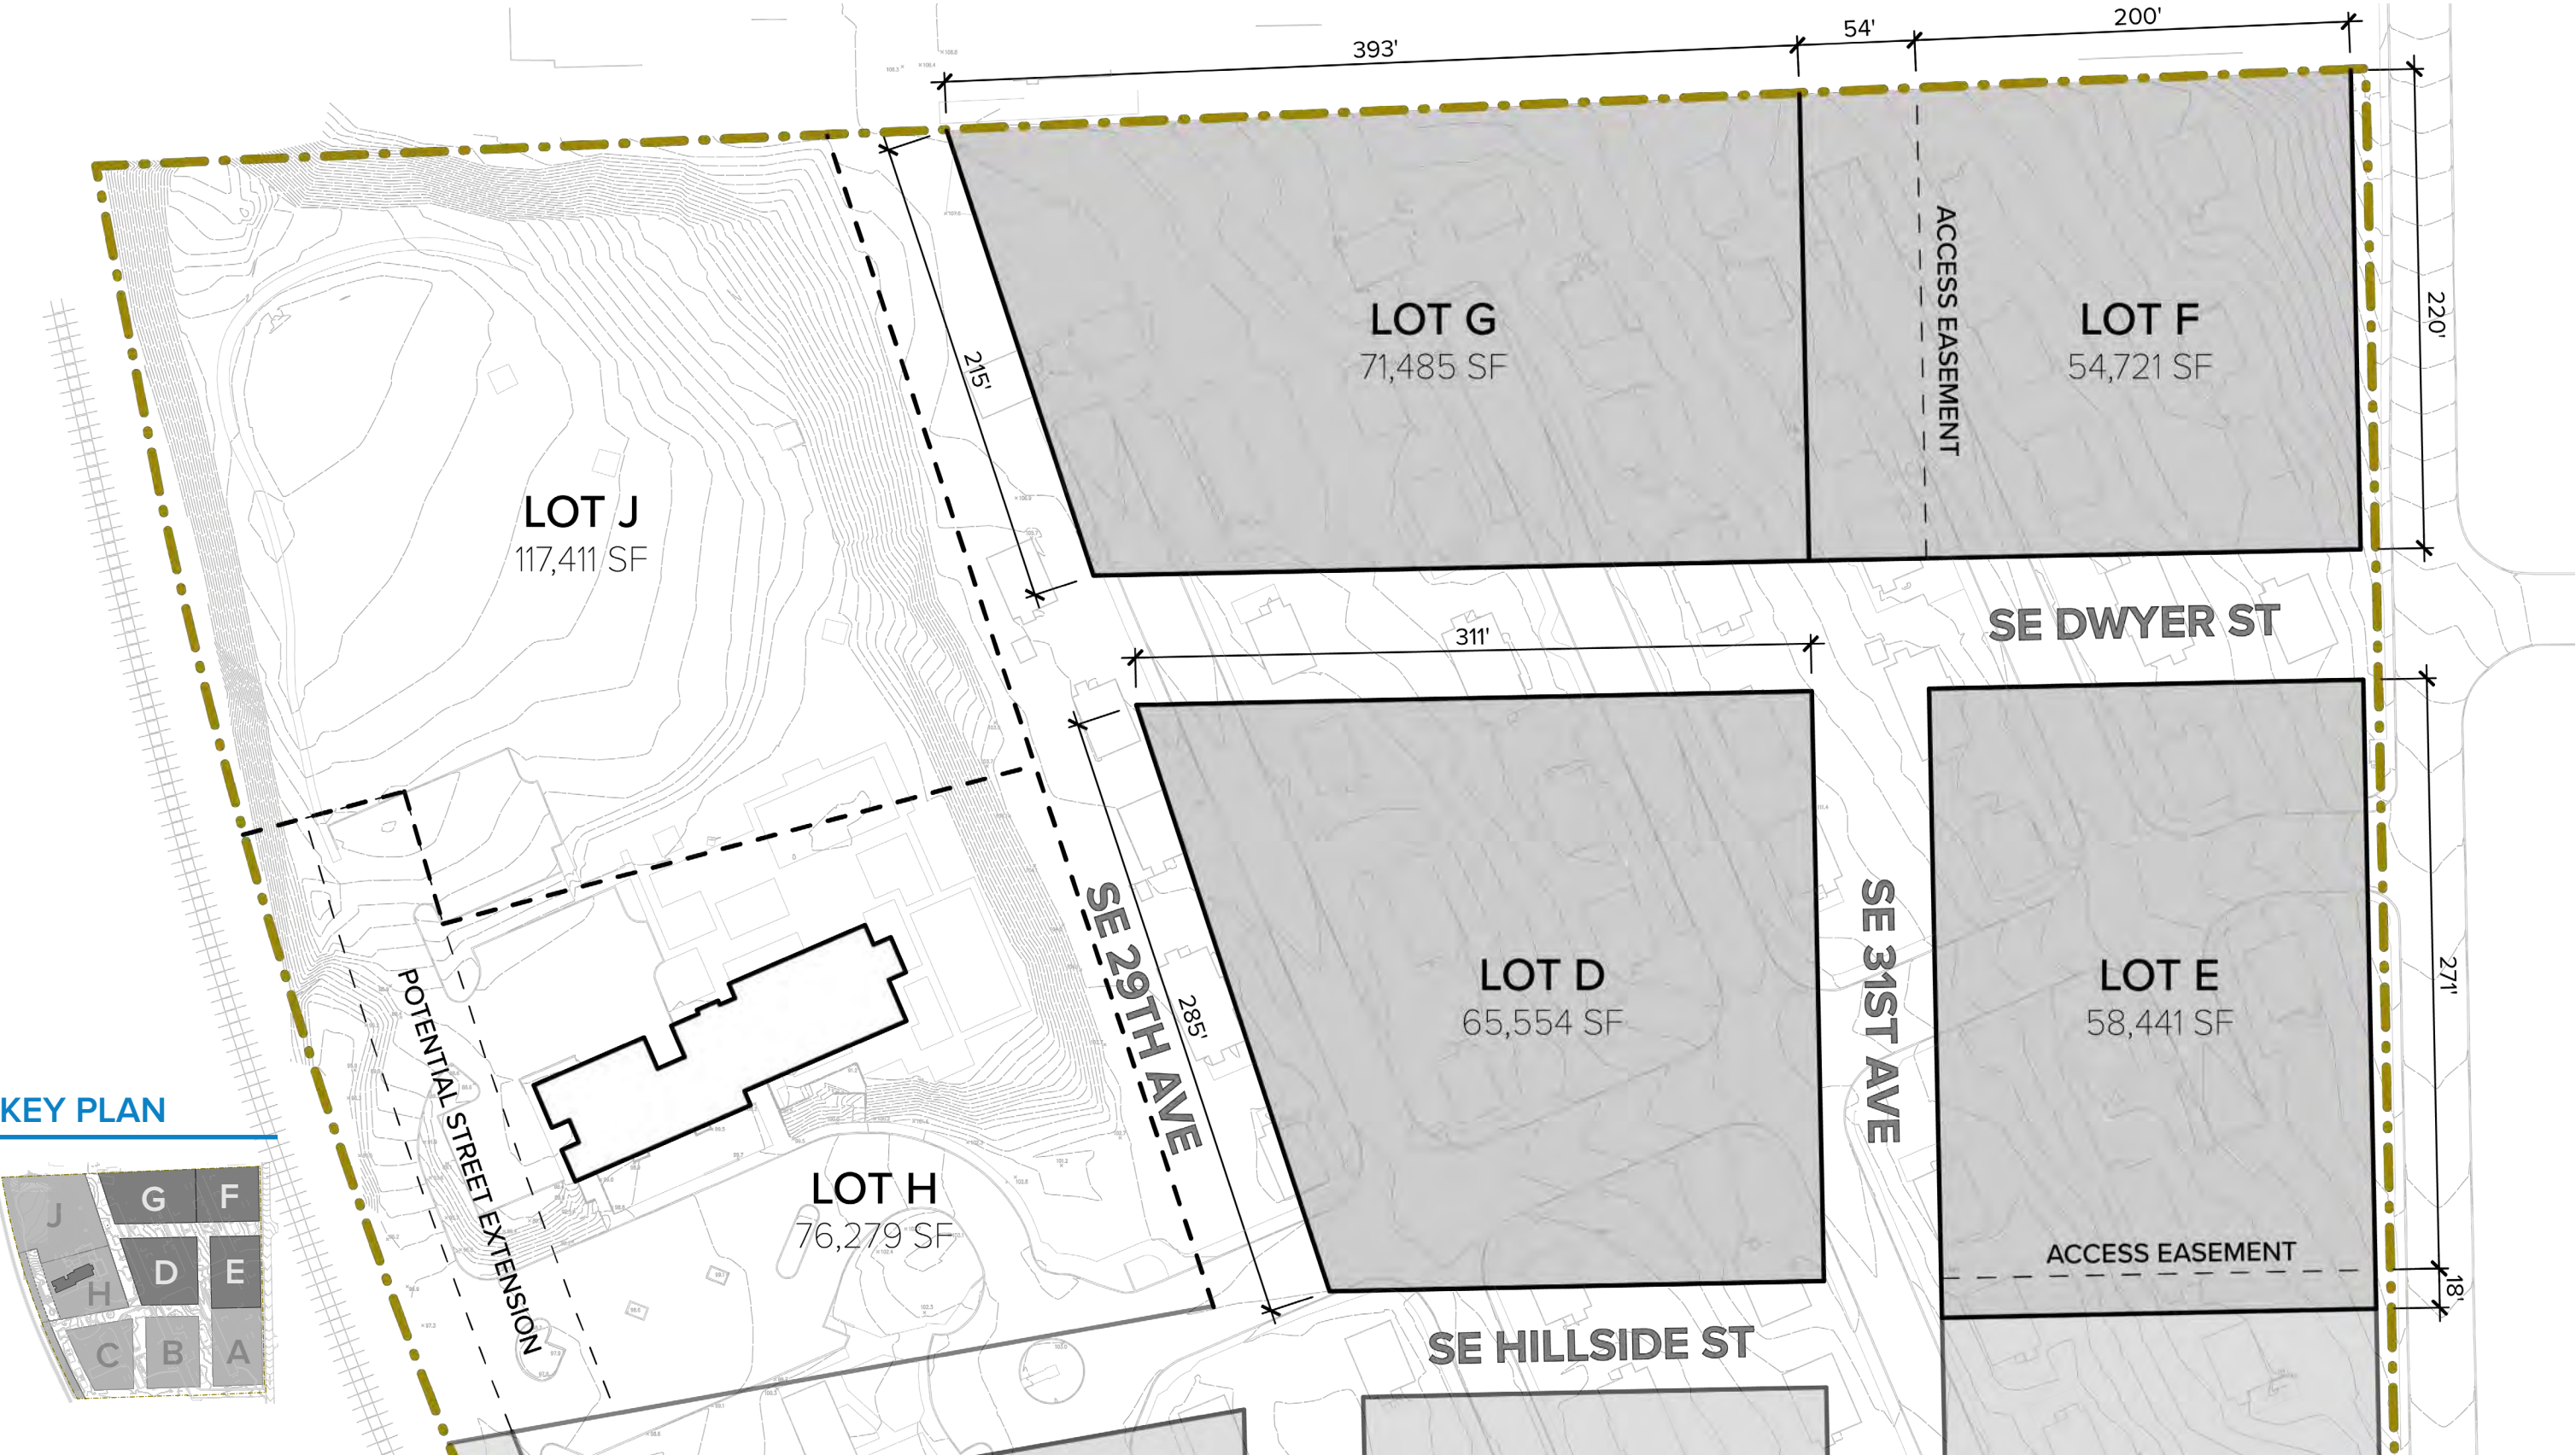 393'
54'
200'
220'
215'
LOT G
71,485 SF
ACCESS EASEMENT
LOT F
54,721 SF
LOT J
117,411 SF
SE DWYER ST
311'
SE 29TH AVE
285'
LOT D
65,554 SF
SE 31ST AVE
LOT E
58,441 SF
271'
ACCESS EASEMENT
18'
POTENTIAL STREET EXTENSION
LOT H
76,279 SF
SE HILLSIDE ST
KEY PLAN
J
G
F
H
D
E
C
B
A